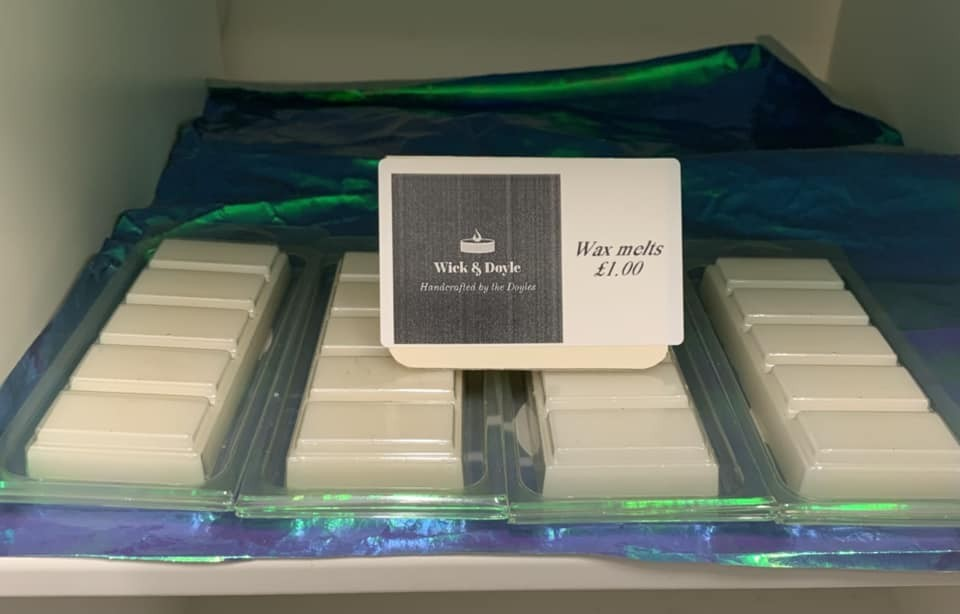 Wick & Doyle
Handcrafted by the Doyles
Wax melts
£1.00